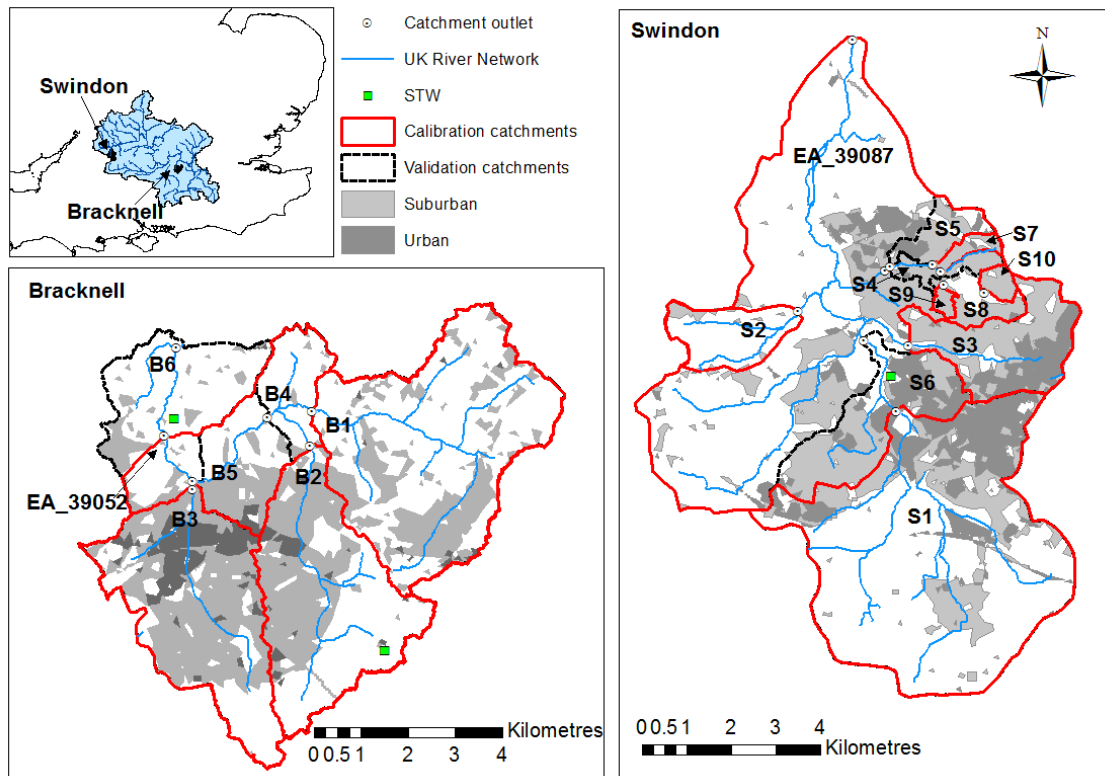 Swindon
Bracknell
Catchment outlet
UK River Network
STW
Calibration catchments
Validation catchments
Suburban
Urban
Bracknell
B6
B4
B1
B2
B5
EA_39052
B3
Kilometres
0 0.5 1 2 3 4
Swindon
N
EA_39087
S5
S7
S10
S4
S9
S8
S2
S3
S6
S1
Kilometres
0 0.5 1 2 3 4